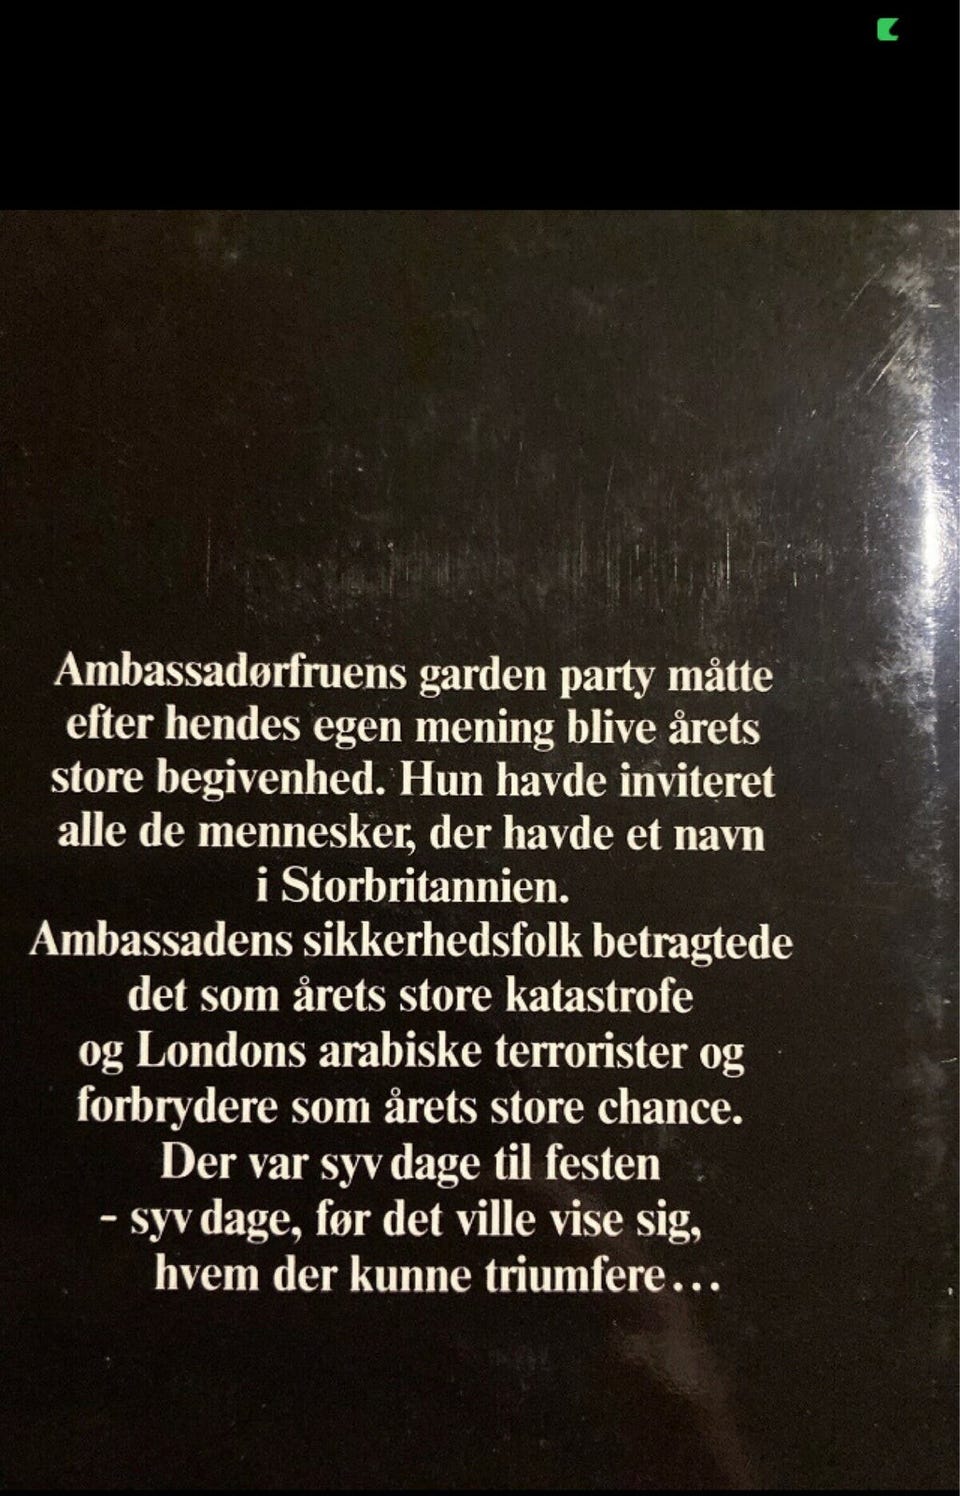 Ambassadørfruens garden party måtte
efter hendes egen mening blive årets
store begivenhed. Hun havde inviteret
alle de mennesker, der havde et navn
i Storbritannien.
Ambassadens sikkerhedsfolk betragtede
det som årets store katastrofe
og Londons arabiske terrorister og
forbrydere som årets store chance.
Der var syv dage til festen
- syv dage, før det ville vise sig,
hvem der kunne triumfere...